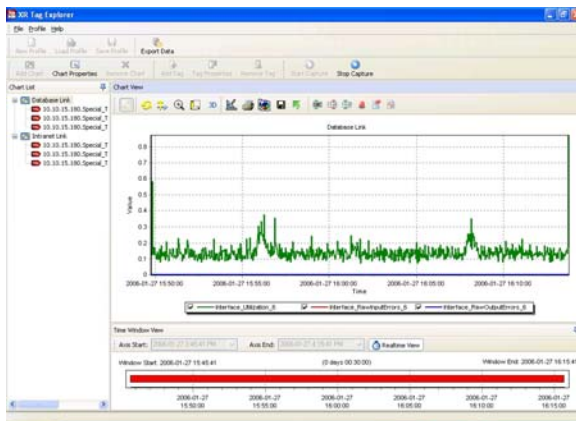 XR Tag Explorer
File Profile Help
New Profile Load Profile Save Profile Export Data
Add Chart Chart Properties Remove Chart Add Tag Tag Properties Remove Tag Start Capture Stop Capture
Chart List
Chart View
Database Link
10.10.15.180.Special_T
10.10.15.180.Special_T
10.10.15.180.Special_T
Intranet Link
10.10.15.180.Special_T
10.10.15.180.Special_T
10.10.15.180.Special_T
3D
Database Link
Value
0.8
0.7
0.6
0.5
0.4
0.3
0.2
0.1
0
2006-01-27 15:50:00 2006-01-27 15:55:00 2006-01-27 16:00:00 2006-01-27 16:05:00 2006-01-27 16:10:00
Time
Interface_Utilization_6 Interface_RawInputErrors_6 Interface_RawOutputErrors_6
Time Window View
Axis Start: Axis End: Realtime View
Window Start: 2006-01-27 15:45:41 (0 days 00:30:00) Window End: 2006-01-27 16:15:41
2006-01-27 2006-01-27 2006-01-27 2006-01-27 2006-01-27 2006-01-27
15:50:00 15:55:00 16:00:00 16:05:00 16:10:00 16:15:00